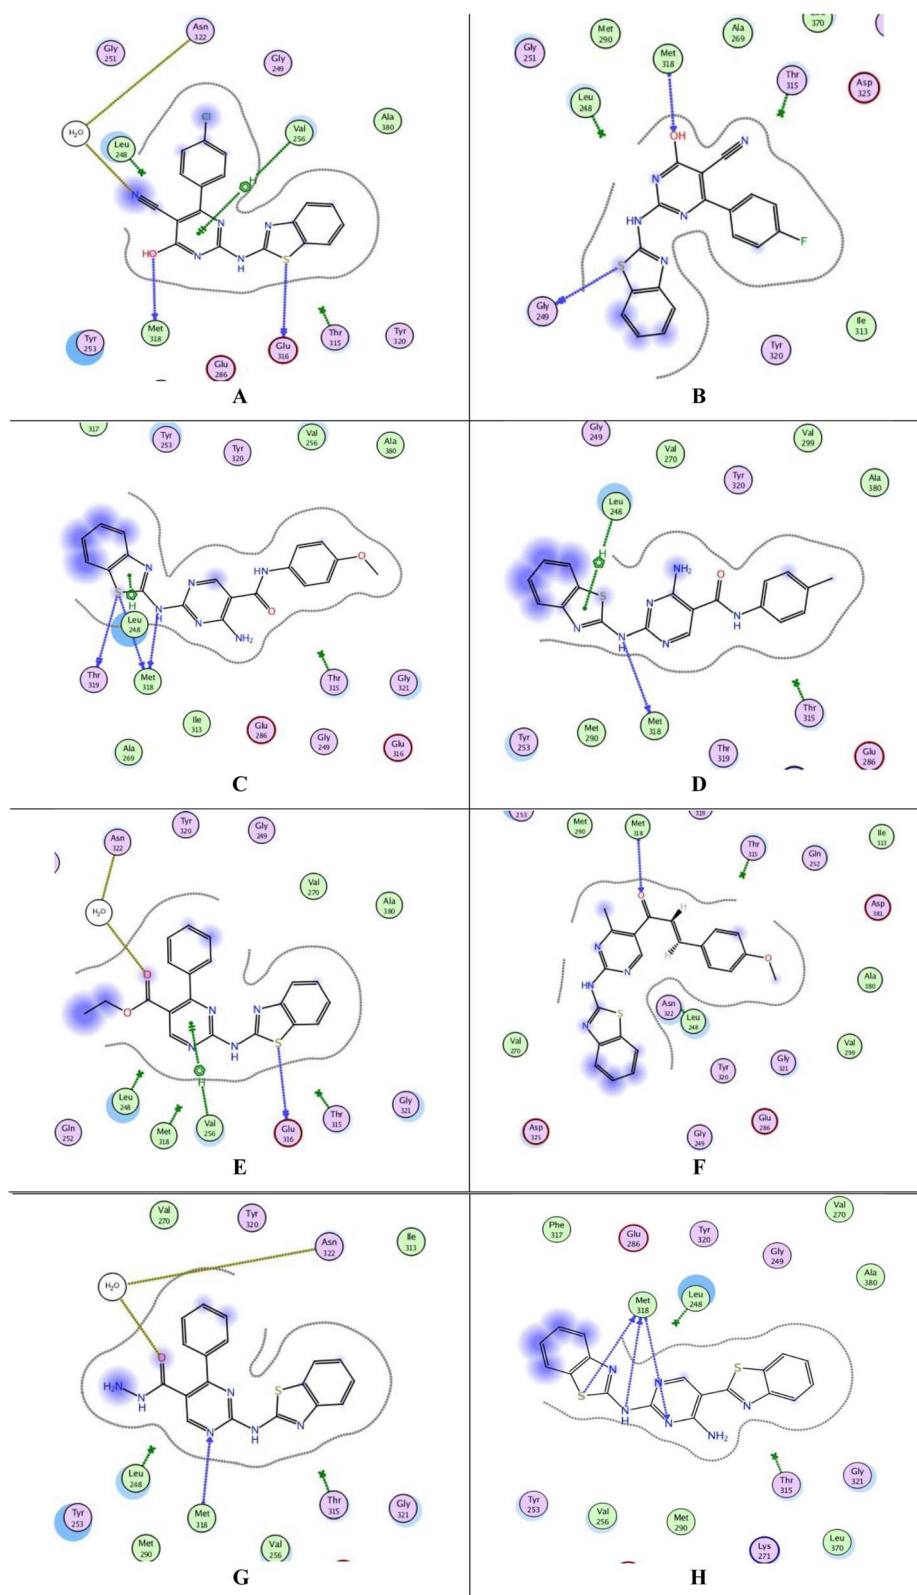 Asn
322
Gly
251
Gly
249
H₂O
Cl
Val
256
Ala
380
Leu
248
H
N
N
HO
N
N
H
N
S
Tyr
253
Met
318
Glu
286
Glu
316
Thr
315
Tyr
320
A
370
Met
290
Ala
269
Gly
251
Met
318
Thr
315
Asp
325
Leu
248
OH
N
N
HN
N
F
S
N
Gly
249
Tyr
320
Ile
313
B
317
Tyr
253
Tyr
320
Val
256
Ala
380
N
S
H
N
H
N
N
HN
O
O
NH₂
Leu
248
Thr
319
Met
318
Thr
315
Gly
321
Ile
313
Glu
286
Gly
249
Glu
316
Ala
269
C
Gly
249
Val
270
Val
299
Tyr
320
Ala
380
Leu
248
H
S
N
N
H
N
N
NH₂
O
N
H
Tyr
253
Met
290
Met
318
Thr
319
Thr
315
Glu
286
D
Asn
322
Tyr
320
Gly
249
Val
270
Ala
380
H₂O
O
O
N
N
N
H
N
S
H
Leu
248
Gln
252
Met
318
Val
256
Glu
316
Thr
315
Gly
321
E
253
Met
290
Met
318
319
Thr
315
Gln
252
Ile
313
Asp
381
O
H
H
N
N
HN
O
S
N
Asn
322
Leu
248
Ala
380
Val
270
Val
299
Tyr
320
Gly
321
Asp
325
Gly
249
Glu
286
F
Val
270
Tyr
320
Asn
322
Ile
313
H₂O
O
H₂N
N
H
N
N
N
H
S
N
Leu
248
Tyr
253
Met
318
Met
290
Val
256
Thr
315
Gly
321
G
Phe
317
Glu
286
Tyr
320
Gly
249
Val
270
Ala
380
Met
318
Leu
248
N
S
N
H
N
N
NH₂
S
N
Thr
315
Gly
321
Tyr
253
Val
256
Met
290
Lys
271
Leu
370
H